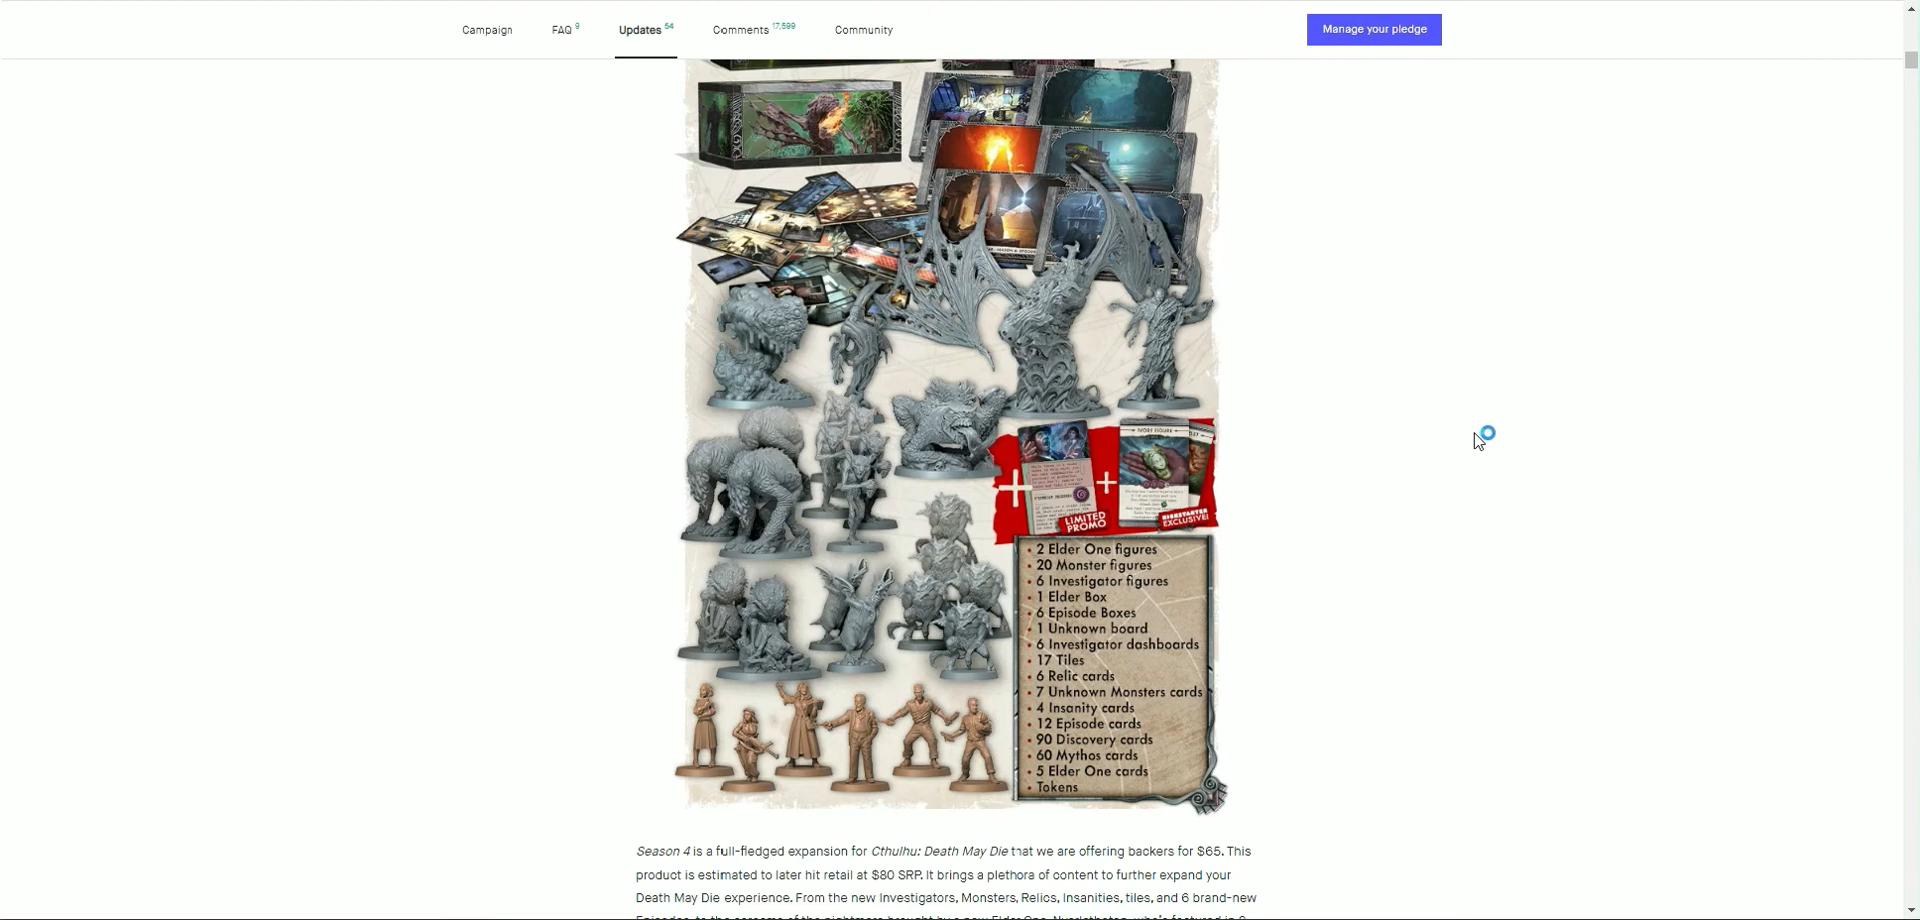 Campaign FAQ 9 Updates 54 Comments 17,599 Community Manage your pledge
IVORY FIGURE
LIMITED
PROMO
KICKSTARTER
EXCLUSIVE!
• 2 Elder One figures
• 20 Monster figures
• 6 Investigator figures
• 1 Elder Box
• 6 Episode Boxes
• 1 Unknown board
• 6 Investigator dashboards
• 17 Tiles
• 6 Relic cards
• 7 Unknown Monsters cards
• 4 Insanity cards
• 12 Episode cards
• 90 Discovery cards
• 60 Mythos cards
• 5 Elder One cards
• Tokens
Season 4 is a full-fledged expansion for Cthulhu: Death May Die that we are offering backers for $65. This
product is estimated to later hit retail at $80 SRP. It brings a plethora of content to further expand your
Death May Die experience. From the new Investigators, Monsters, Relics, Insanities, tiles, and 6 brand-new